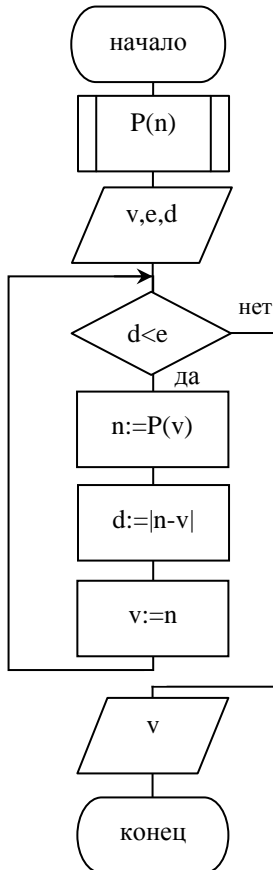 начало
P(n)
v,e,d
d<e
нет
да
n:=P(v)
d:=|n-v|
v:=n
v
конец